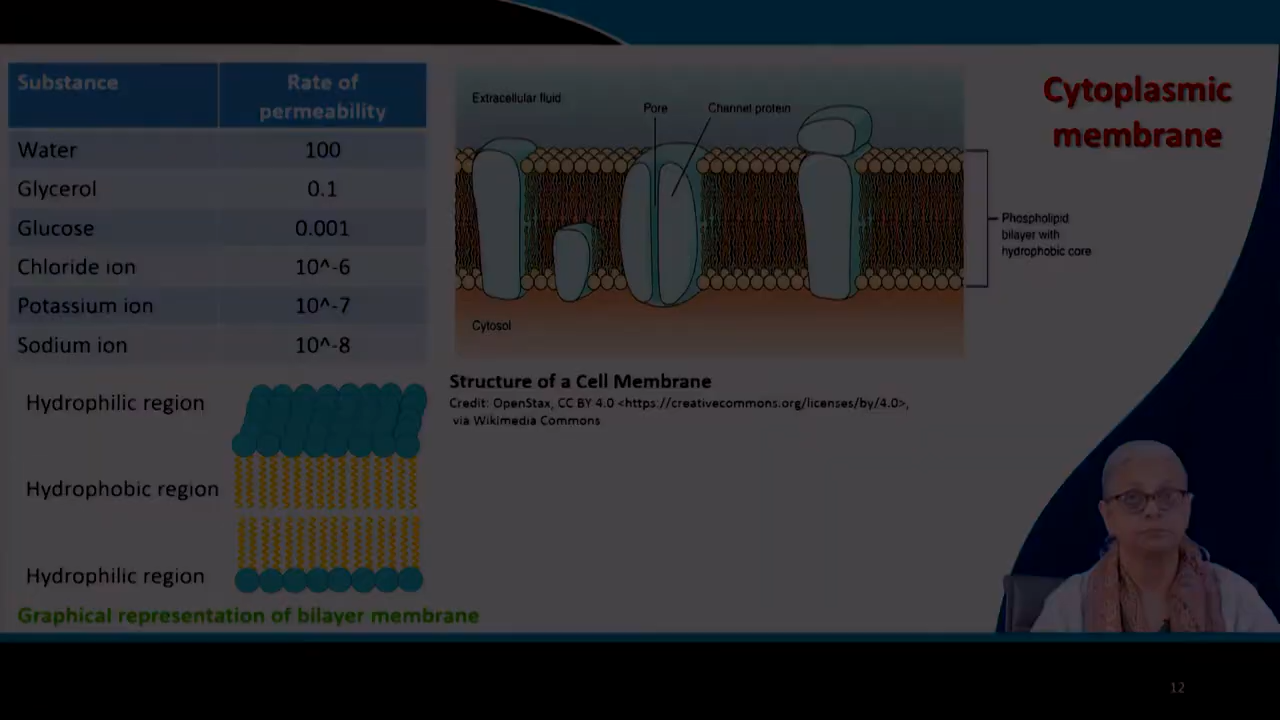 Cytoplasmic
membrane
Substance Rate of
permeability
Water 100
Glycerol 0.1
Glucose 0.001
Chloride ion 10^-6
Potassium ion 10^-7
Sodium ion 10^-8
Extracellular fluid
Pore
Channel protein
Phospholipid
bilayer with
hydrophobic core
Cytosol
Structure of a Cell Membrane
Credit: OpenStax, CC BY 4.0 <https://creativecommons.org/licenses/by/4.0>,
via Wikimedia Commons
Hydrophilic region
Hydrophobic region
Hydrophilic region
Graphical representation of bilayer membrane
12